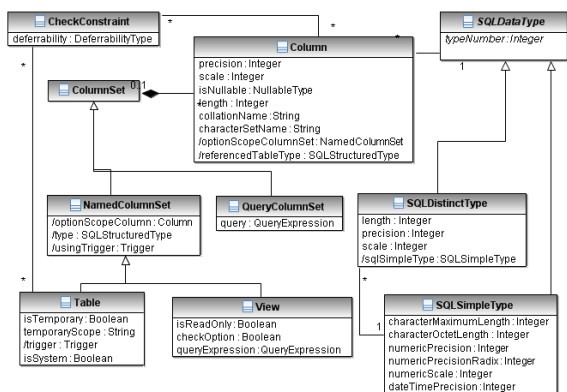 CheckConstraint
deferrability : DeferrabilityType
*
*
*
Column
precision : Integer
scale : Integer
isNullable : NullableType
length : Integer
collationName : String
characterSetName : String
/optionScopeColumnSet : NamedColumnSet
/referencedTableType : SQLStructuredType
*
SQLDataType
typeNumber : Integer
1
ColumnSet
0..1
*
NamedColumnSet
/optionScopeColumn : Column
/type : SQLStructuredType
/usingTrigger : Trigger
QueryColumnSet
query : QueryExpression
SQLDistinctType
length : Integer
precision : Integer
scale : Integer
/sqlSimpleType : SQLSimpleType
*
1
*
Table
isTemporary : Boolean
temporaryScope : String
/trigger : Trigger
isSystem : Boolean
View
isReadOnly : Boolean
checkOption : Boolean
queryExpression : QueryExpression
SQLSimpleType
characterMaximumLength : Integer
characterOctetLength : Integer
numericPrecision : Integer
numericPrecisionRadix : Integer
numericScale : Integer
dateTimePrecision : Integer